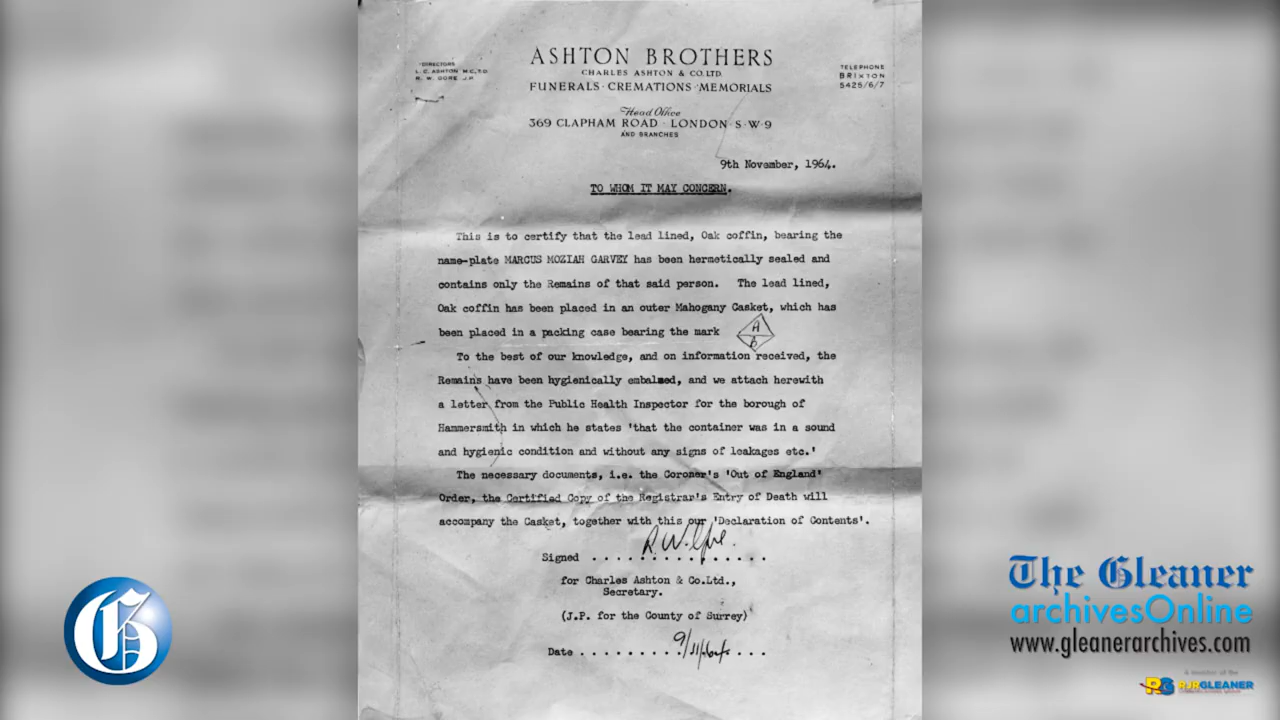 ASHTON BROTHERS
CHARLES ASHTON & CO. LTD.
FUNERALS · CREMATIONS · MEMORIALS
DIRECTORS
L. C. ASHTON M.C., T.D.
R. W. DORE J.P.
TELEPHONE
BRIXTON
5425/6/7
Head Office
369 CLAPHAM ROAD · LONDON · S · W · 9
AND BRANCHES
9th November, 1964.
TO WHOM IT MAY CONCERN.
This is to certify that the lead lined, Oak coffin, bearing the
name-plate MARCUS MOZIAH GARVEY has been hermetically sealed and
contains only the Remains of that said person. The lead lined,
Oak coffin has been placed in an outer Mahogany Casket, which has
been placed in a packing case bearing the mark A B
To the best of our knowledge, and on information received, the
Remains have been hygienically embalmed, and we attach herewith
a letter from the Public Health Inspector for the borough of
Hammersmith in which he states 'that the container was in a sound
and hygienic condition and without any signs of leakages etc.'
The necessary documents, i.e. the Coroner's 'Out of England'
Order, the Certified Copy of the Registrar's Entry of Death will
accompany the Casket, together with this our 'Declaration of Contents'.
Signed . . . . . R. W. . . . . .
for Charles Ashton & Co.Ltd.,
Secretary.
(J.P. for the County of Surrey)
Date . . . . . . . . . 9/11/64 . . .
G
The Gleaner
archivesOnline
www.gleanerarchives.com
A member of the
RJRGLEANER